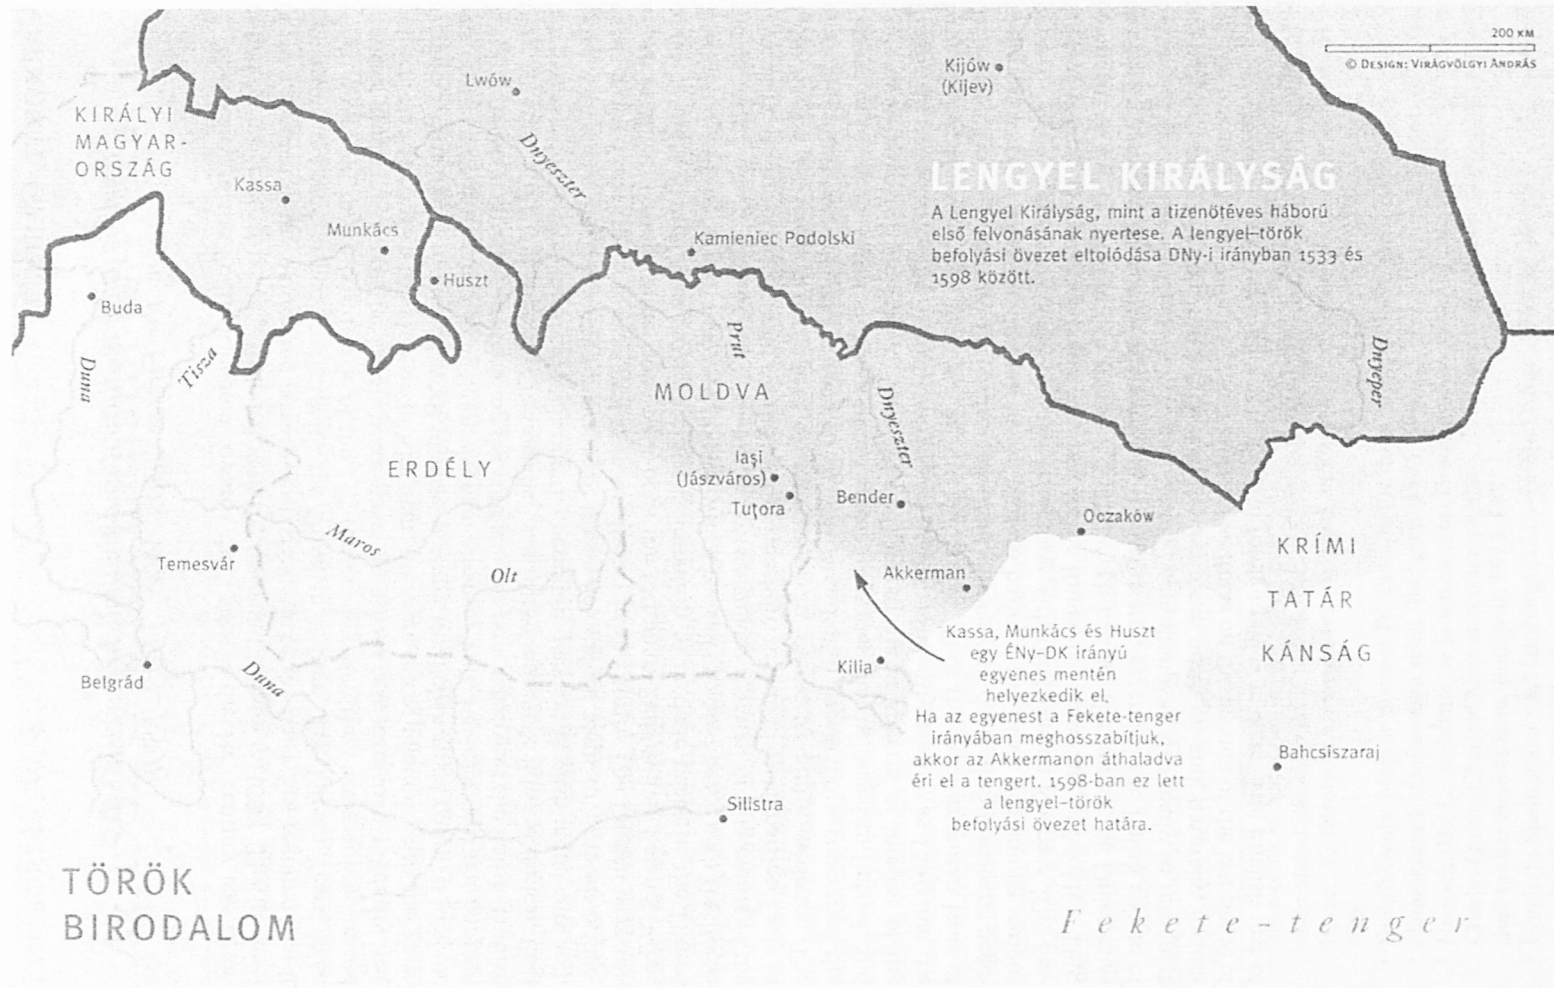 200 KM
© DESIGN: VIRÁGVÖLGYI ANDRÁS
Kijów
(Kijev)
Lwów
KIRÁLYI
MAGYAR-
ORSZÁG
Dnyeszter
LENGYEL KIRÁLYSÁG
A Lengyel Királyság, mint a tizenötéves háború
első felvonásának nyertese. A lengyel–török
befolyási övezet eltolódása DNy-i irányban 1533 és
1598 között.
Kassa
Munkács
Kamieniec Podolski
Huszt
Buda
Duna
Tisza
Prut
Dnyeper
MOLDVA
Dnyeszter
ERDÉLY
Iași
(Jászváros)
Tuțora
Bender
Oczaków
Maros
Temesvár
Olt
Akkerman
KRÍMI
TATÁR
KÁNSÁG
Kassa, Munkács és Huszt
egy ÉNy–DK irányú
egyenes mentén
helyezkedik el.
Ha az egyenest a Fekete-tenger
irányában meghosszabítjuk,
akkor az Akkermanon áthaladva
éri el a tengert. 1598-ban ez lett
a lengyel–török
befolyási övezet határa.
Kilia
Belgrád
Duna
Bahcsiszaraj
Silistra
TÖRÖK
BIRODALOM
Fekete-tenger